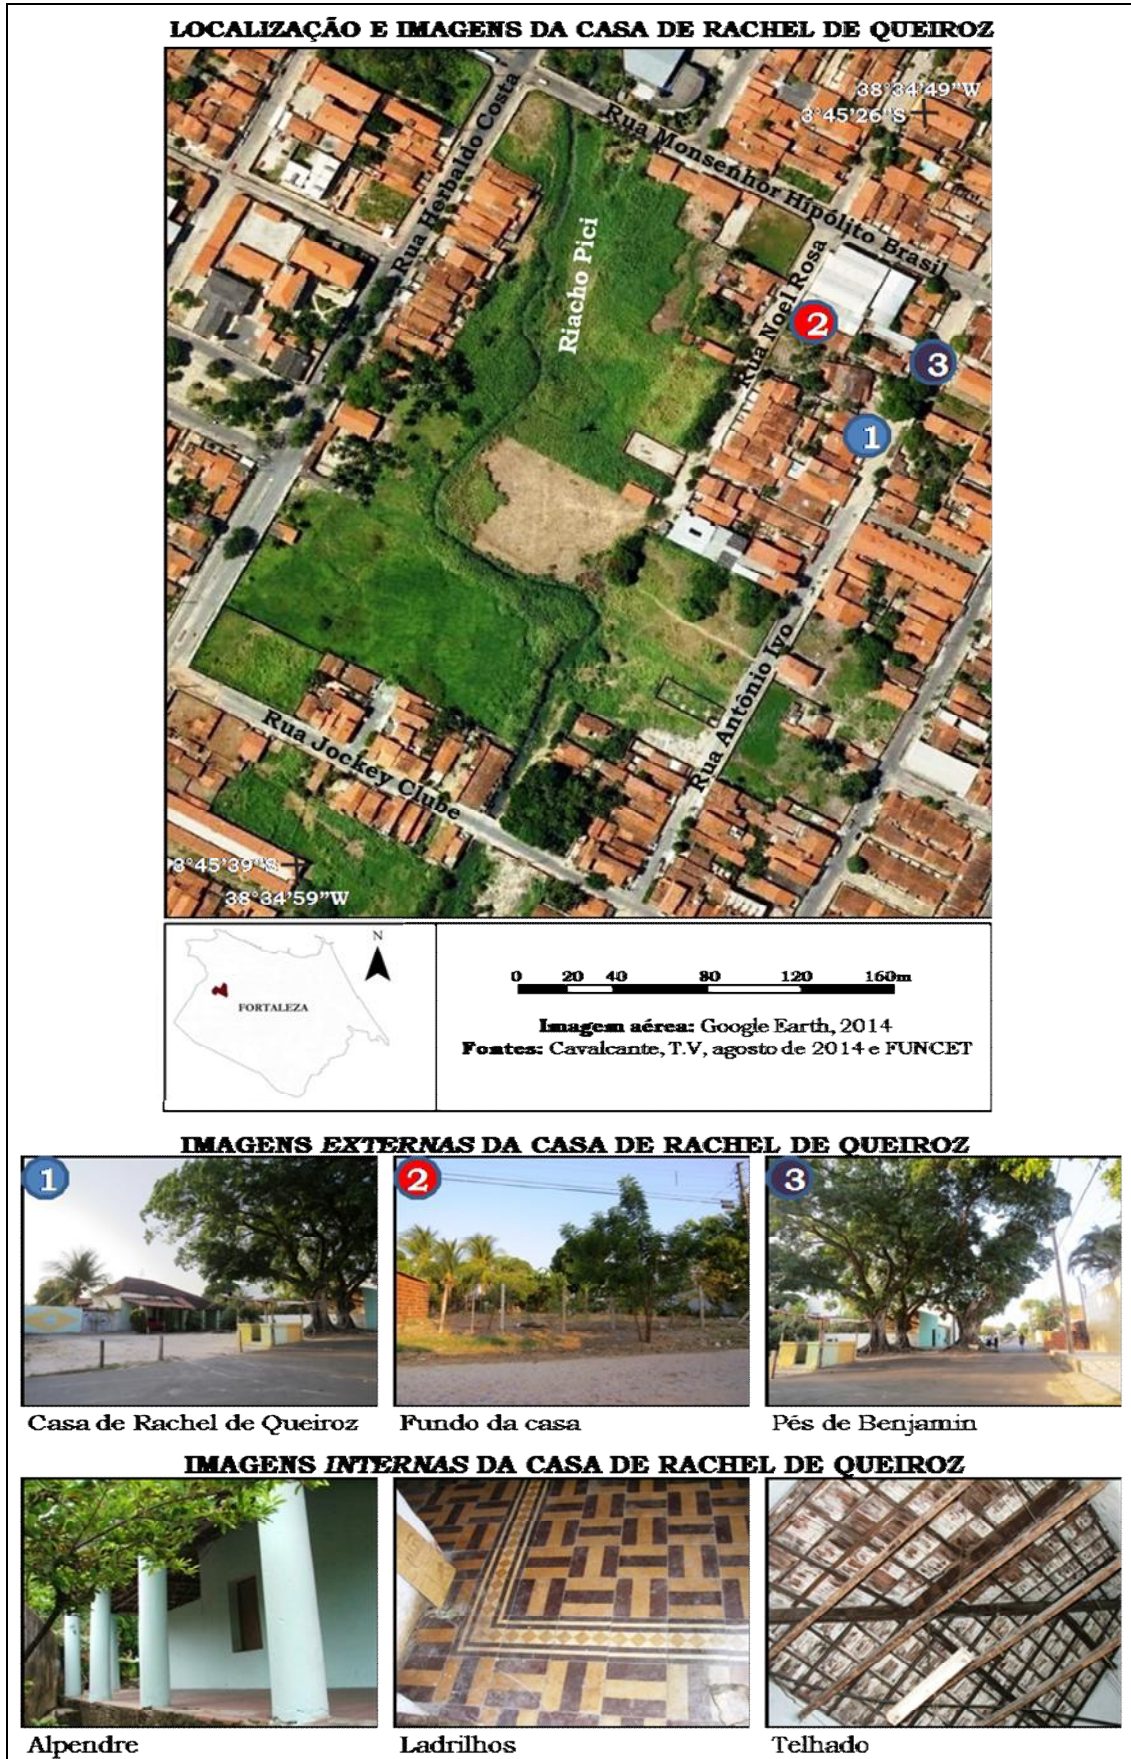 LOCALIZAÇÃO E IMAGENS DA CASA DE RACHEL DE QUEIROZ
38°34'49"W
3°45'26"S
Rua Herbaldo Costa
Rua Monsenhor Hipólito Brasil
Riacho Pici
Rua Noel Rosa
2
3
1
Rua Antônio Ivo
Rua Jockey Clube
3°45'39"S
38°34'59"W
N
FORTALEZA
0 20 40 80 120 160m
Imagem aérea: Google Earth, 2014
Fontes: Cavalcante, T.V, agosto de 2014 e FUNCET
IMAGENS EXTERNAS DA CASA DE RACHEL DE QUEIROZ
1 2 3
Casa de Rachel de Queiroz Fundo da casa Pés de Benjamin
IMAGENS INTERNAS DA CASA DE RACHEL DE QUEIROZ
Alpendre Ladrilhos Telhado